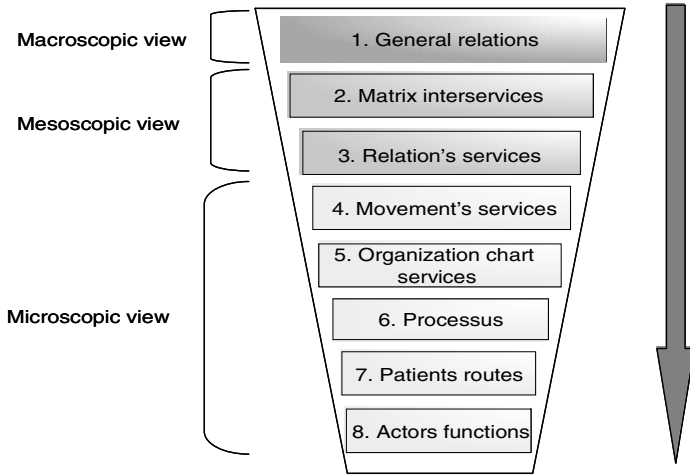 Macroscopic view
1. General relations
2. Matrix interservices
Mesoscopic view
3. Relation's services
4. Movement's services
5. Organization chart
services
Microscopic view
6. Processus
7. Patients routes
8. Actors functions